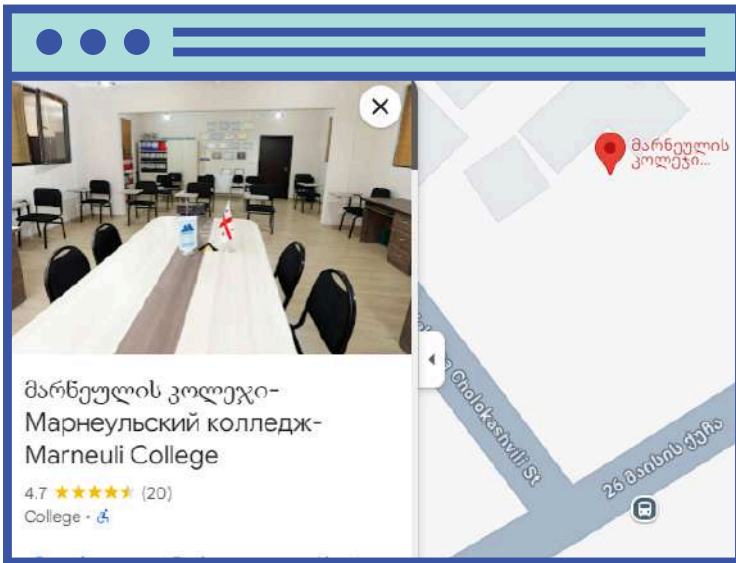 მარნეულის კოლეჯი-
Марнеульский колледж-
Marneuli College
4.7 (20)
College
მარნეულის
კოლეჯი...
Cholokashvili St
26 მაისის ქუჩა